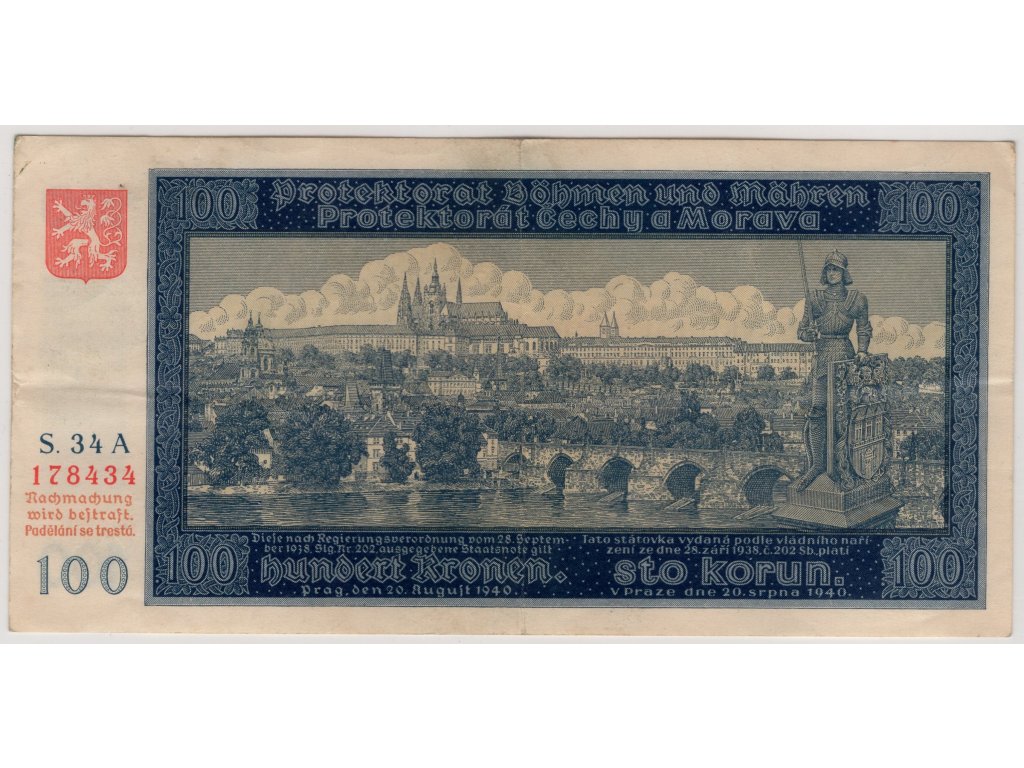 100 Protektorat Böhmen und Mähren 100
Protektorát Čechy a Morava
S. 34 A
178434
Nachmachung
wird bestraft.
Padělání se trestá.
100
Diese nach Regierungsverordnung vom 28. Septem-
ber 1938, Slg. Nr. 202, ausgegebene Staatsnote gilt
100 hundert Kronen.
Prag, den 20. August 1940.
Tato státovka vydaná podle vládního naří-
zení ze dne 28. září 1938, č. 202 Sb. platí
sto korun. 100
V Praze dne 20. srpna 1940.